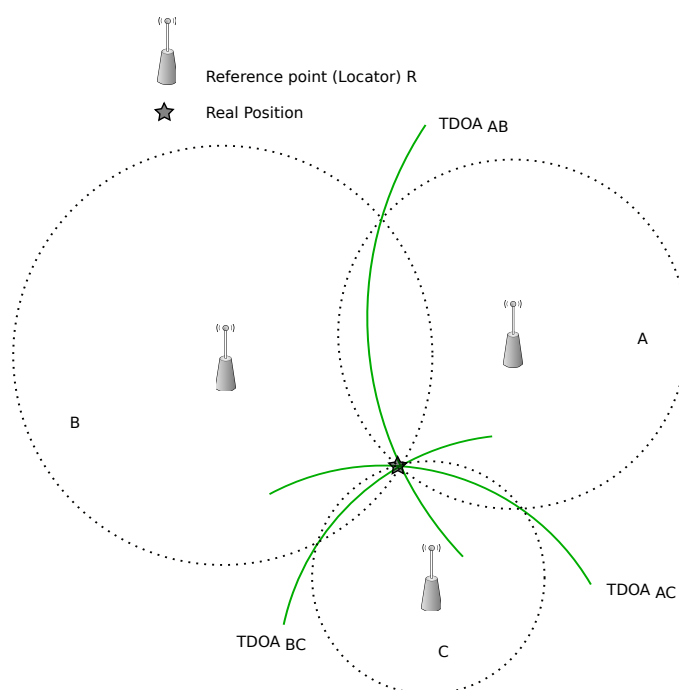 Reference point (Locator) R
Real Position
TDOA AB
A
B
TDOA AC
TDOA BC
C